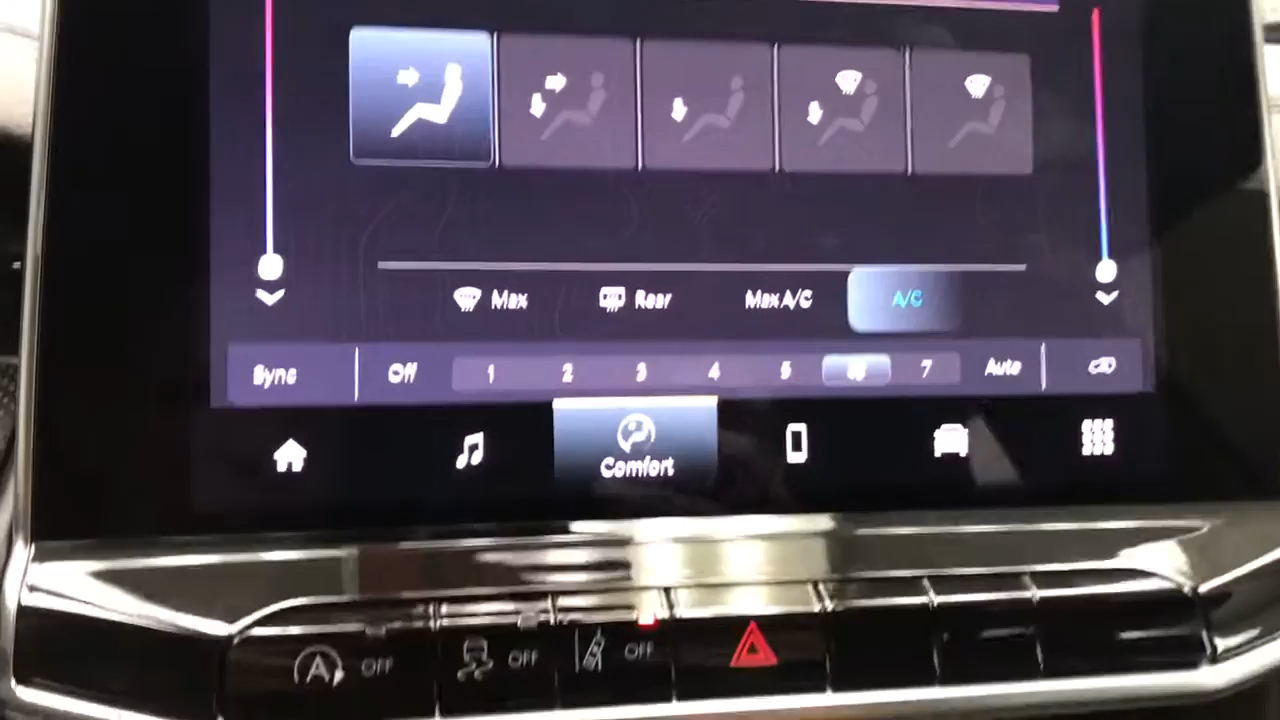 Max Rear Max A/C A/C
Sync Off 1 2 3 4 5 6 7 Auto
Comfort
A OFF OFF OFF